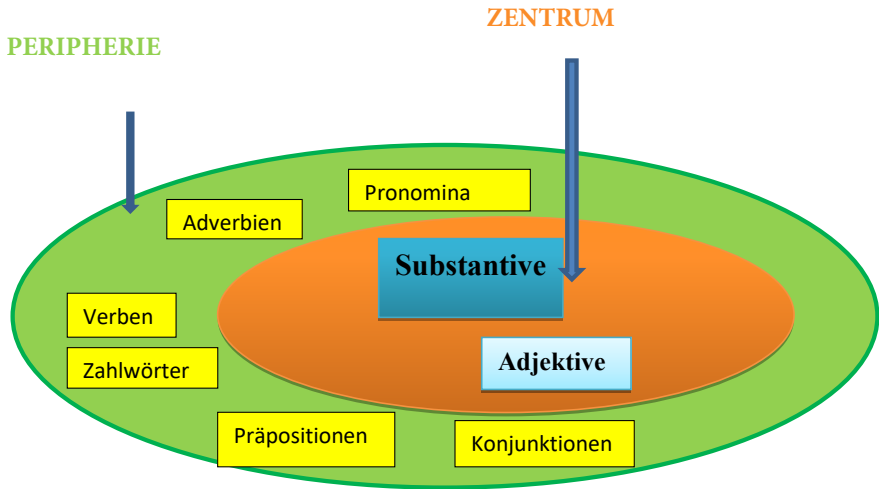 ZENTRUM
PERIPHERIE
Pronomina
Adverbien
Substantive
Verben
Adjektive
Zahlwörter
Präpositionen
Konjunktionen